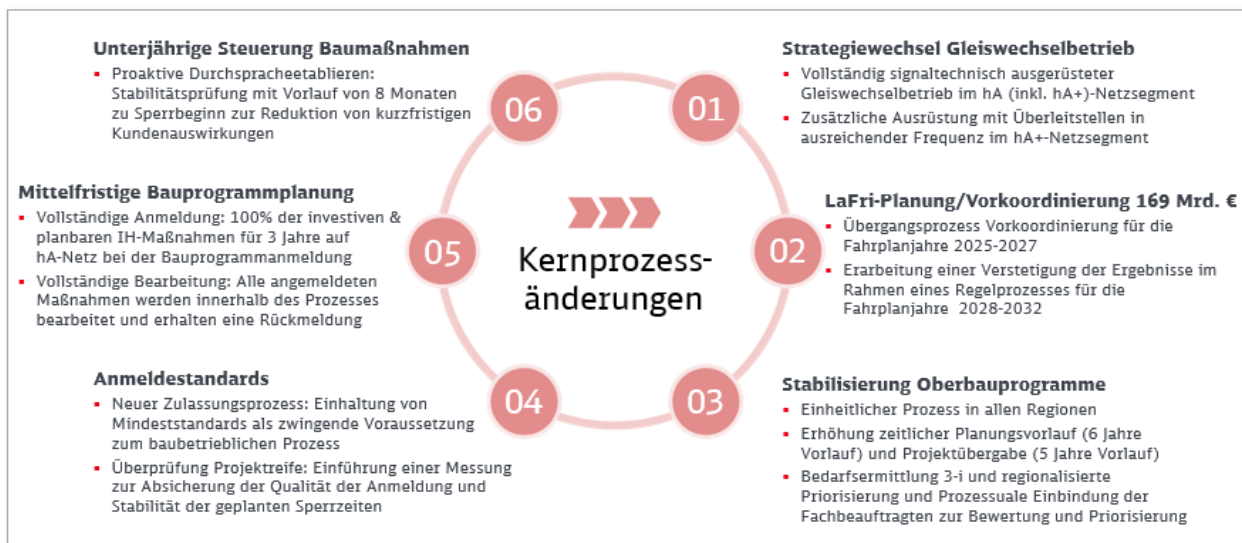 Strategiewechsel Gleiswechselbetrieb
▪ Vollständig signaltechnisch ausgerüsteter
Gleiswechselbetrieb im hA (inkl. hA+)-Netzsegment
▪ Zusätzliche Ausrüstung mit Überleitstellen in
ausreichender Frequenz im hA+-Netzsegment
01
LaFri-Planung/Vorkoordinierung 169 Mrd. €
▪ Übergangsprozess Vorkoordinierung für die
Fahrplanjahre 2025-2027
▪ Erarbeitung einer Verstetigung der Ergebnisse im
Rahmen eines Regelprozesses für die
Fahrplanjahre 2028-2032
02
Stabilisierung Oberbauprogramme
▪ Einheitlicher Prozess in allen Regionen
▪ Erhöhung zeitlicher Planungsvorlauf (6 Jahre
Vorlauf) und Projektübergabe (5 Jahre Vorlauf)
▪ Bedarfsermittlung 3-i und regionalisierte
Priorisierung und Prozessuale Einbindung der
Fachbeauftragten zur Bewertung und Priorisierung
03
Anmeldestandards
▪ Neuer Zulassungsprozess: Einhaltung von
Mindeststandards als zwingende Voraussetzung
zum baubetrieblichen Prozess
▪ Überprüfung Projektreife: Einführung einer Messung
zur Absicherung der Qualität der Anmeldung und
Stabilität der geplanten Sperrzeiten
04
Mittelfristige Bauprogrammplanung
▪ Vollständige Anmeldung: 100% der investiven &
planbaren IH-Maßnahmen für 3 Jahre auf
hA-Netz bei der Bauprogrammanmeldung
▪ Vollständige Bearbeitung: Alle angemeldeten
Maßnahmen werden innerhalb des Prozesses
bearbeitet und erhalten eine Rückmeldung
05
Unterjährige Steuerung Baumaßnahmen
▪ Proaktive Durchspracheetablieren:
Stabilitätsprüfung mit Vorlauf von 8 Monaten
zu Sperrbeginn zur Reduktion von kurzfristigen
Kundenauswirkungen
06
Kernprozess-
änderungen